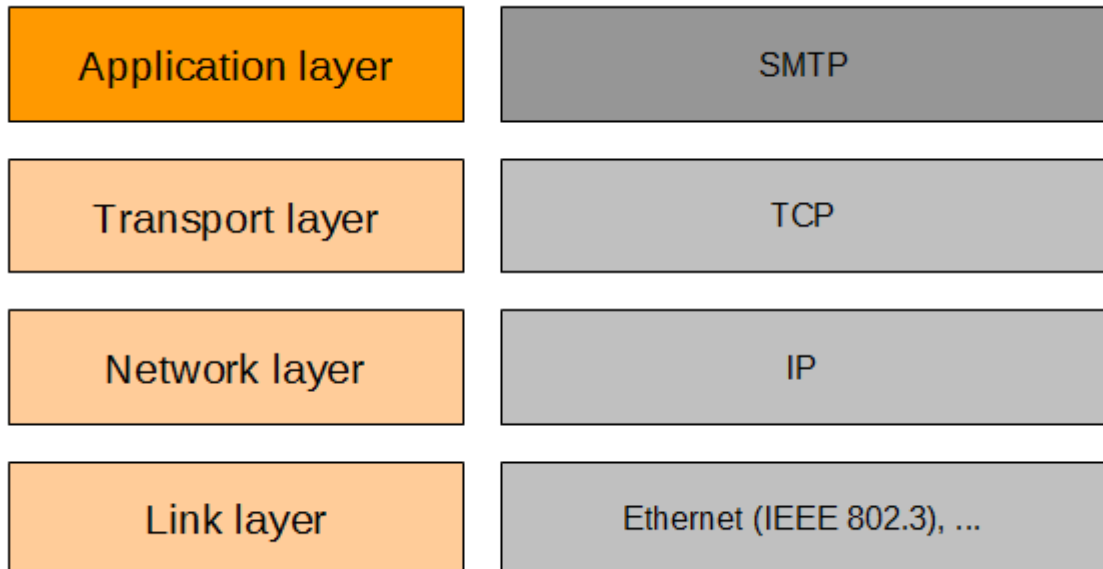 Application layer
SMTP
Transport layer
TCP
Network layer
IP
Link layer
Ethernet (IEEE 802.3), ...